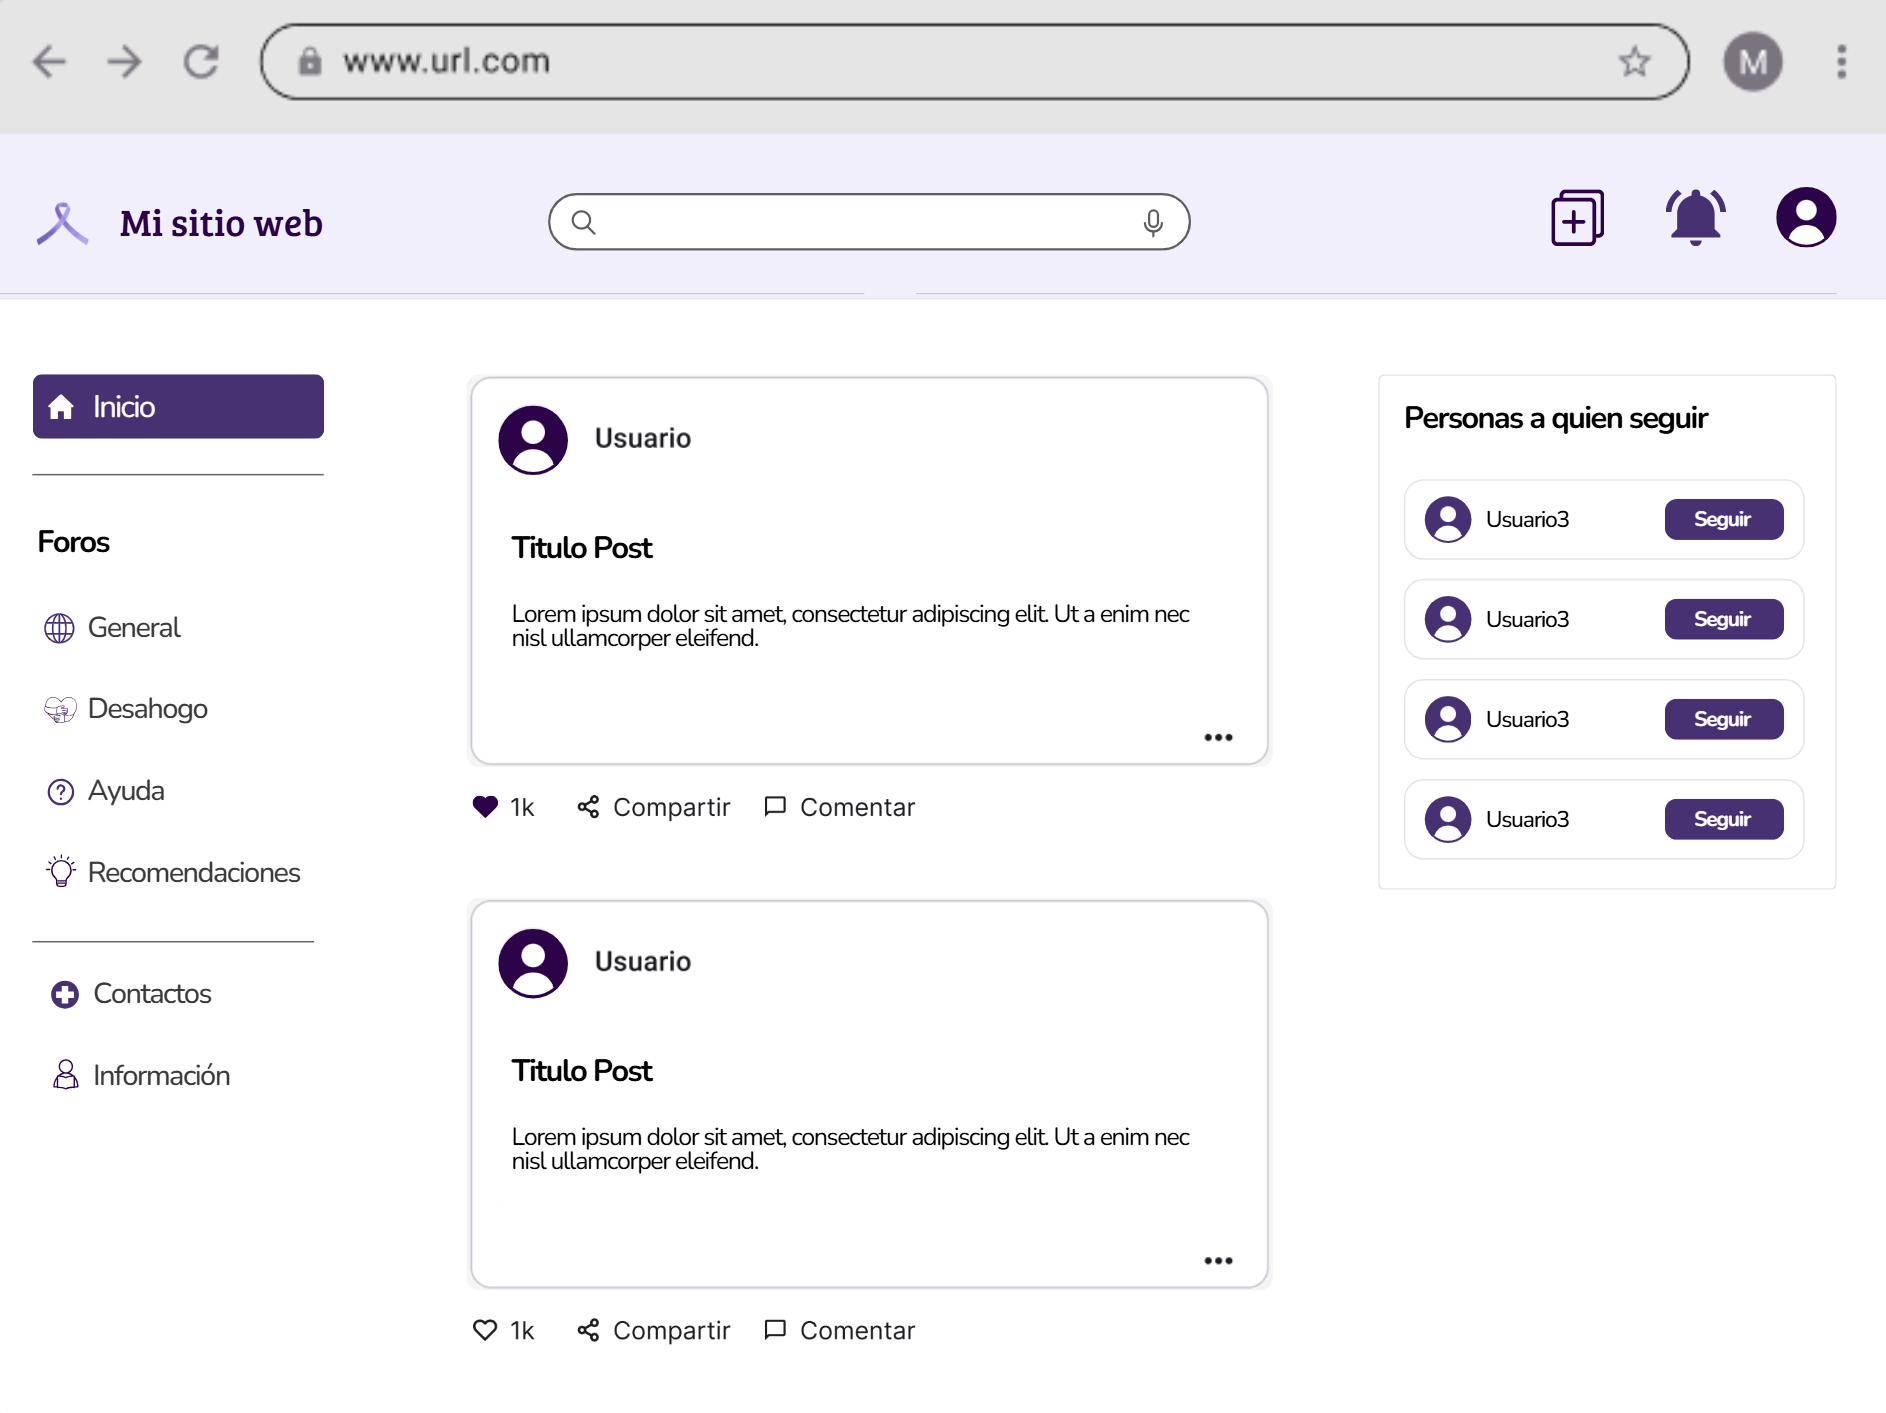 www.url.com
M
Mi sitio web
Inicio
Foros
General
Desahogo
Ayuda
Recomendaciones
Contactos
Información
Usuario
Titulo Post
Lorem ipsum dolor sit amet, consectetur adipiscing elit. Ut a enim nec
nisl ullamcorper eleifend.
1k Compartir Comentar
Usuario
Titulo Post
Lorem ipsum dolor sit amet, consectetur adipiscing elit. Ut a enim nec
nisl ullamcorper eleifend.
1k Compartir Comentar
Personas a quien seguir
Usuario3 Seguir
Usuario3 Seguir
Usuario3 Seguir
Usuario3 Seguir